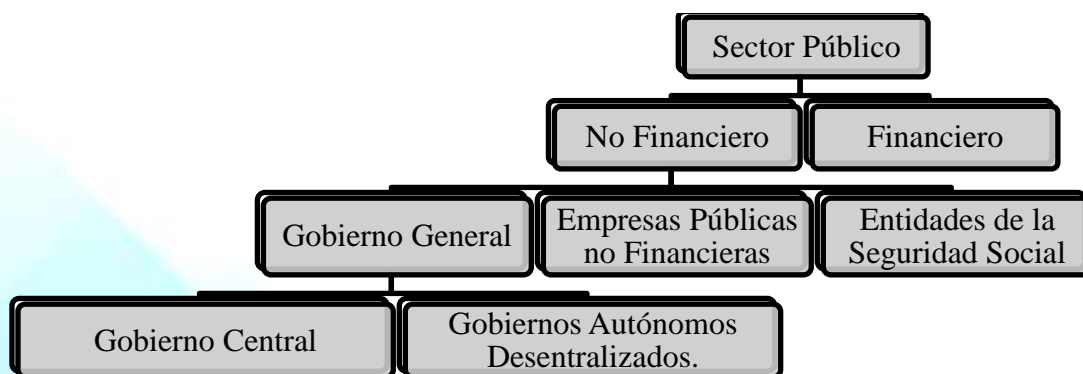 Sector Público
No Financiero
Financiero
Gobierno General
Empresas Públicas
no Financieras
Entidades de la
Seguridad Social
Gobierno Central
Gobiernos Autónomos
Desentralizados.